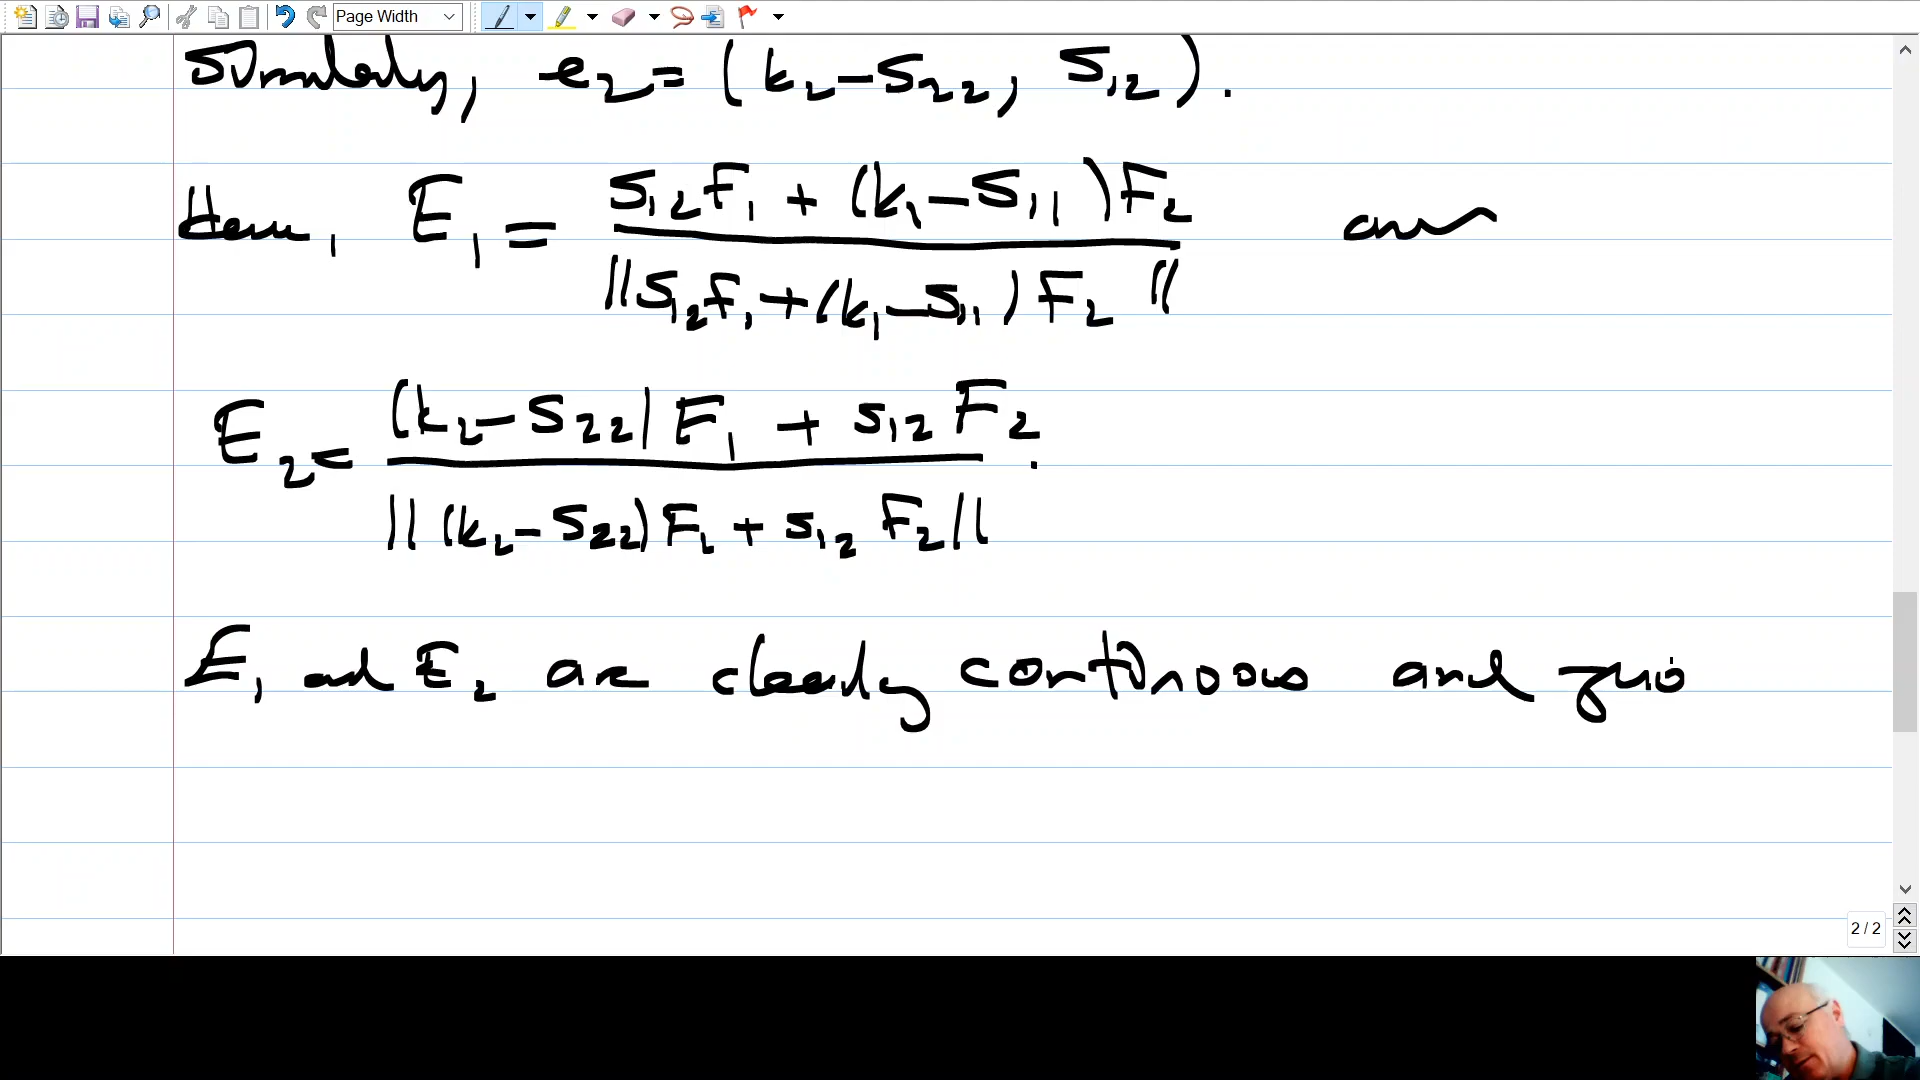 Page Width
Similarly, e₂ = (k₂ - S₂₂, S₁₂).
Hence, E₁ = S₁₂F₁ + (k₁ - S₁₁)F₂ / ||S₁₂F₁ + (k₁ - S₁₁)F₂|| and
E₂ = (k₂ - S₂₂)F₁ + S₁₂F₂ / ||(k₂ - S₂₂)F₁ + S₁₂F₂||.
E₁ and E₂ are clearly continuous and
2 / 2